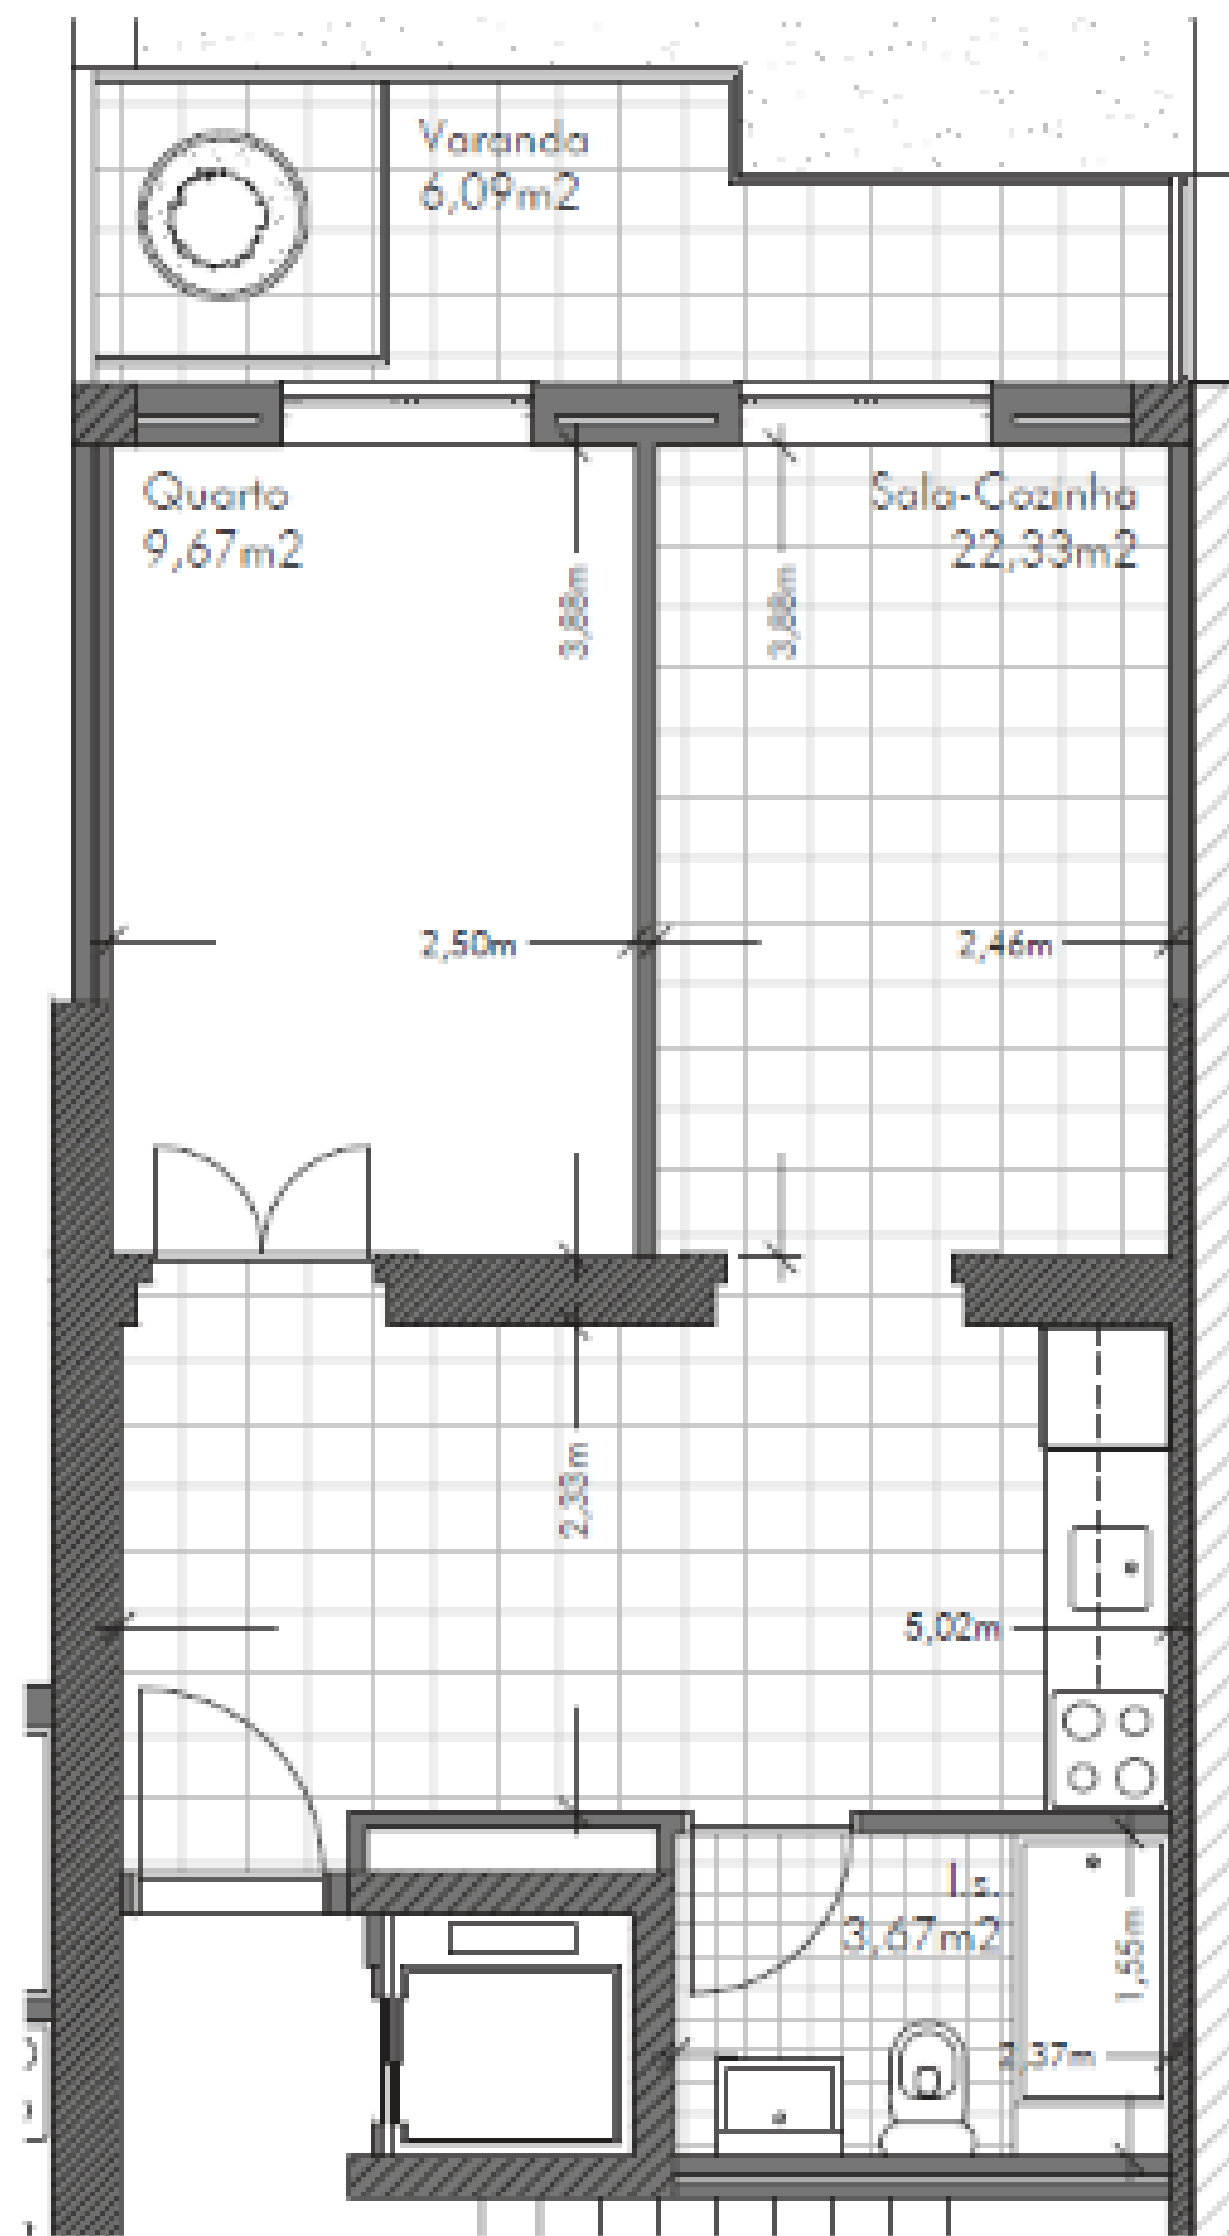 Varanda
6,09m2
Quarto
9,67m2
Sala-Cozinha
22,33m2
3,88m
3,88m
2,50m
2,46m
2,33m
5,02m
I.s.
3,67m2
1,55m
2,37m